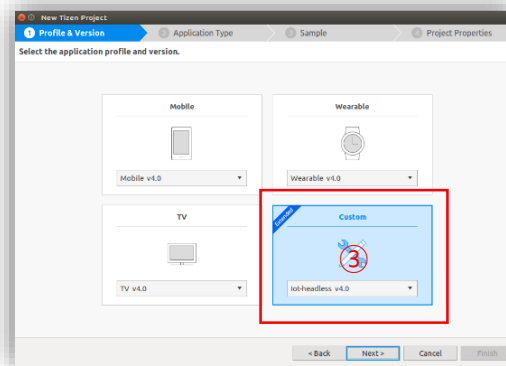 New Tizen Project
1 Profile & Version 2 Application Type 3 Sample 4 Project Properties
Select the application profile and version.
Mobile Wearable
Mobile v4.0 Wearable v4.0
TV Extended Custom
3
TV v4.0 Iot-headless v4.0
< Back Next > Cancel Finish